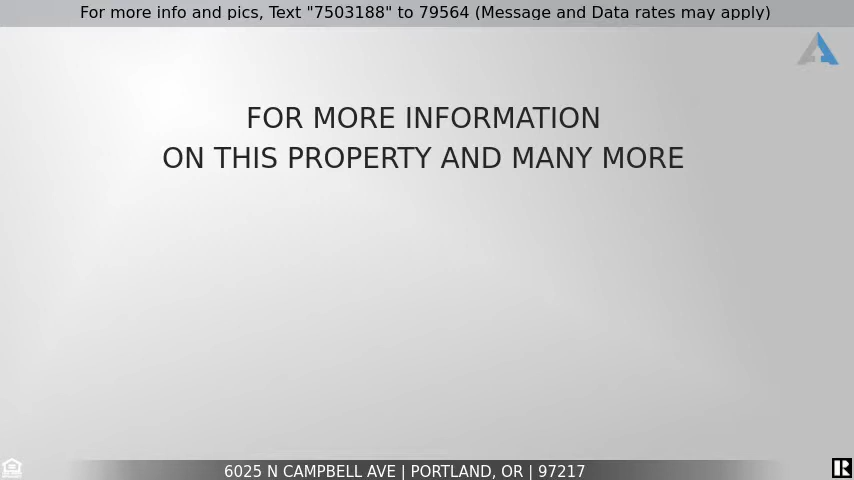 For more info and pics, Text "7503188" to 79564 (Message and Data rates may apply)
FOR MORE INFORMATION
ON THIS PROPERTY AND MANY MORE
6025 N CAMPBELL AVE | PORTLAND, OR | 97217